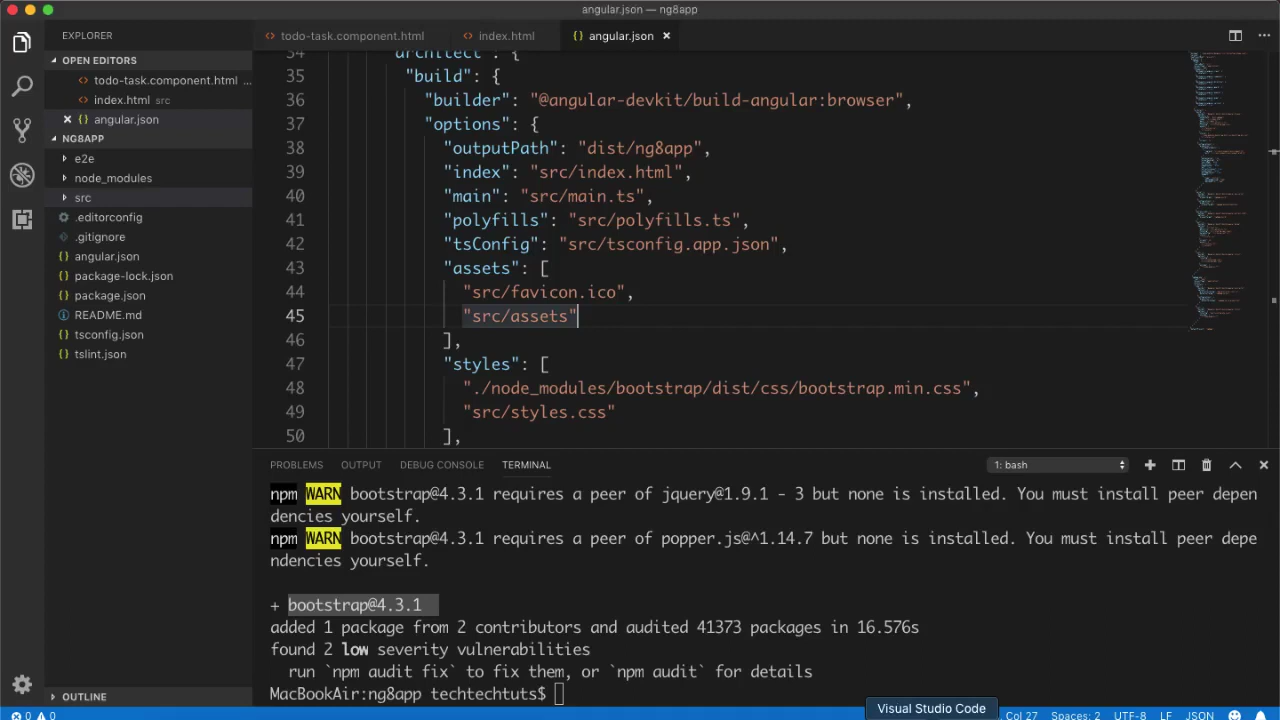 angular.json — ng8app
EXPLORER
OPEN EDITORS
todo-task.component.html ...
index.html src
angular.json
NG8APP
e2e
node_modules
src
.editorconfig
.gitignore
angular.json
package-lock.json
package.json
README.md
tsconfig.json
tslint.json
OUTLINE
todo-task.component.html
index.html
angular.json
34 "architect": {
35 "build": {
36 "builder": "@angular-devkit/build-angular:browser",
37 "options": {
38 "outputPath": "dist/ng8app",
39 "index": "src/index.html",
40 "main": "src/main.ts",
41 "polyfills": "src/polyfills.ts",
42 "tsConfig": "src/tsconfig.app.json",
43 "assets": [
44 "src/favicon.ico",
45 "src/assets"
46 ],
47 "styles": [
48 "./node_modules/bootstrap/dist/css/bootstrap.min.css",
49 "src/styles.css"
50 ],
PROBLEMS OUTPUT DEBUG CONSOLE TERMINAL 1: bash
npm WARN bootstrap@4.3.1 requires a peer of jquery@1.9.1 - 3 but none is installed. You must install peer depen
dencies yourself.
npm WARN bootstrap@4.3.1 requires a peer of popper.js@^1.14.7 but none is installed. You must install peer depe
ndencies yourself.
+ bootstrap@4.3.1
added 1 package from 2 contributors and audited 41373 packages in 16.576s
found 2 low severity vulnerabilities
run `npm audit fix` to fix them, or `npm audit` for details
MacBookAir:ng8app techtechtuts$
Visual Studio Code
0 0 Col 27 Spaces: 2 UTF-8 LF JSON